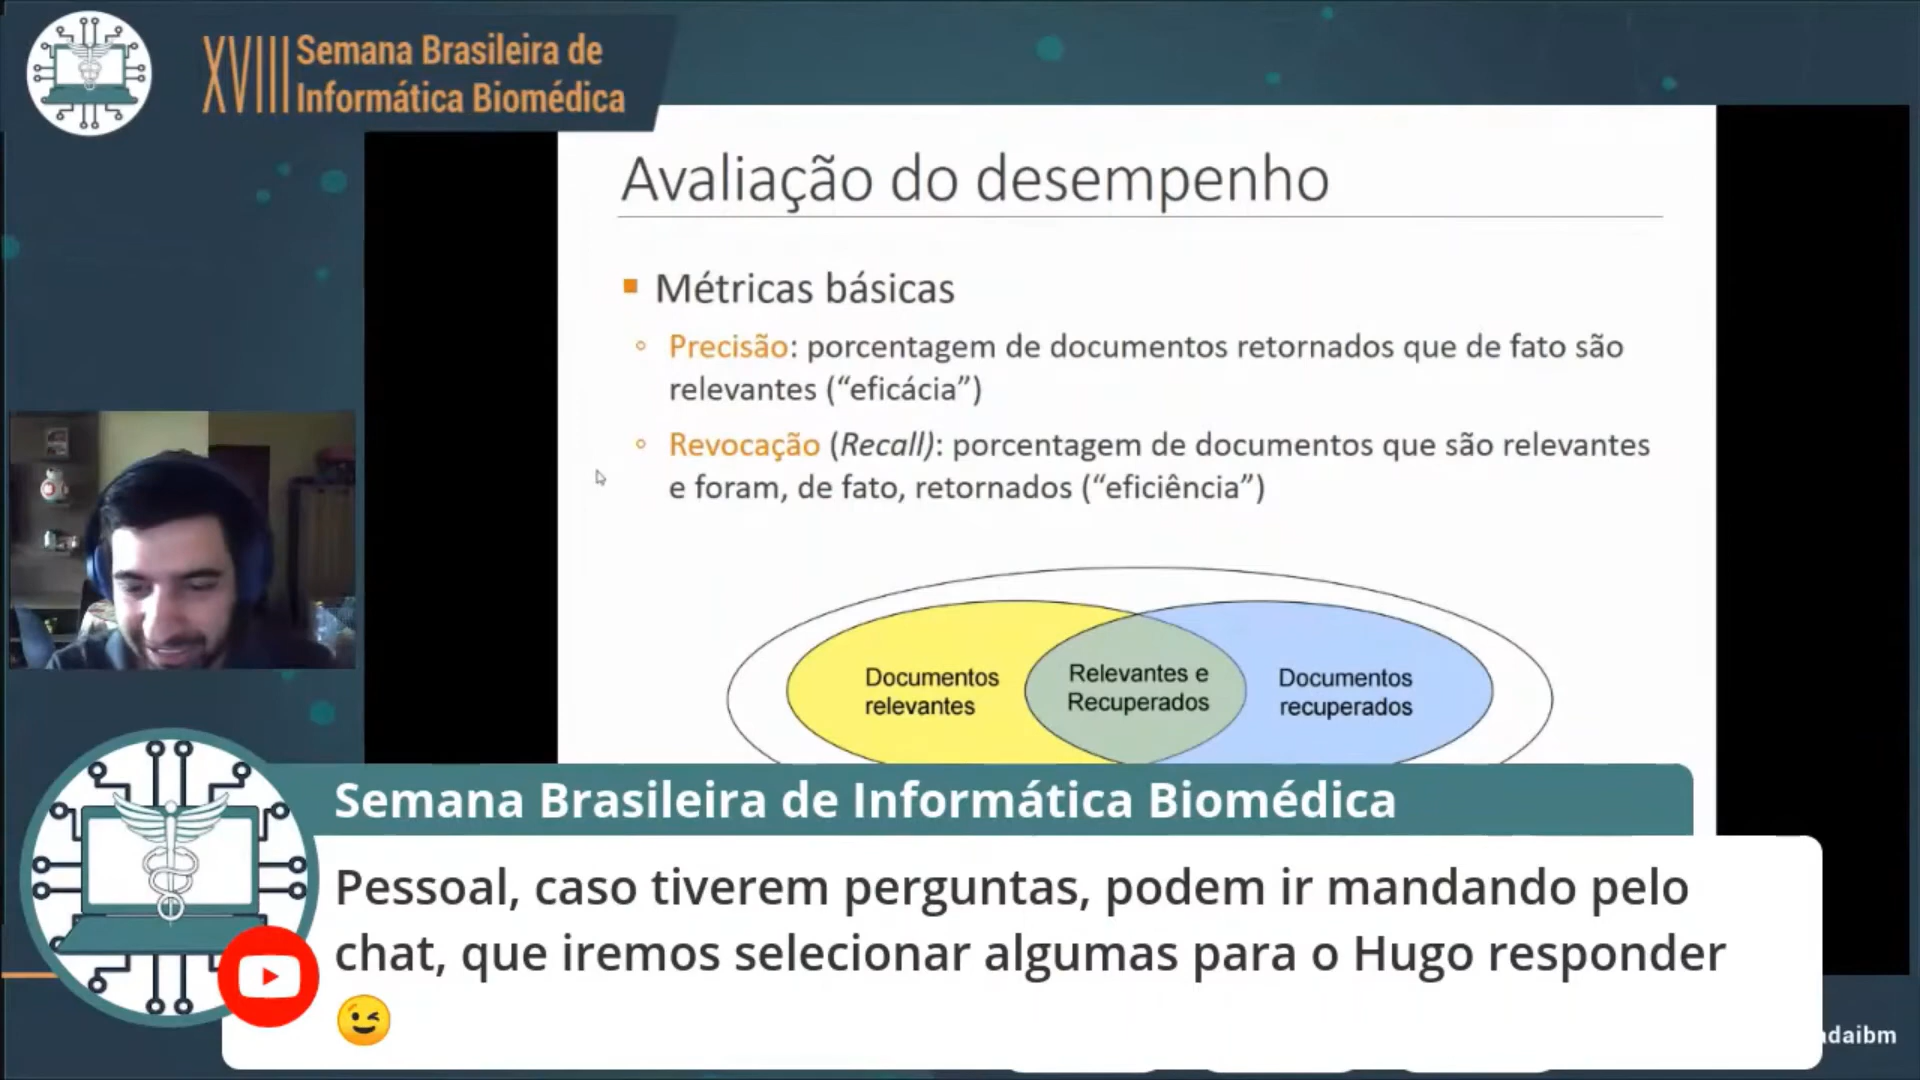 XVIII Semana Brasileira de
Informática Biomédica
Avaliação do desempenho
Métricas básicas
Precisão: porcentagem de documentos retornados que de fato são
relevantes (“eficácia”)
Revocação (Recall): porcentagem de documentos que são relevantes
e foram, de fato, retornados (“eficiência”)
Documentos
relevantes
Relevantes e
Recuperados
Documentos
recuperados
Semana Brasileira de Informática Biomédica
Pessoal, caso tiverem perguntas, podem ir mandando pelo
chat, que iremos selecionar algumas para o Hugo responder
😉